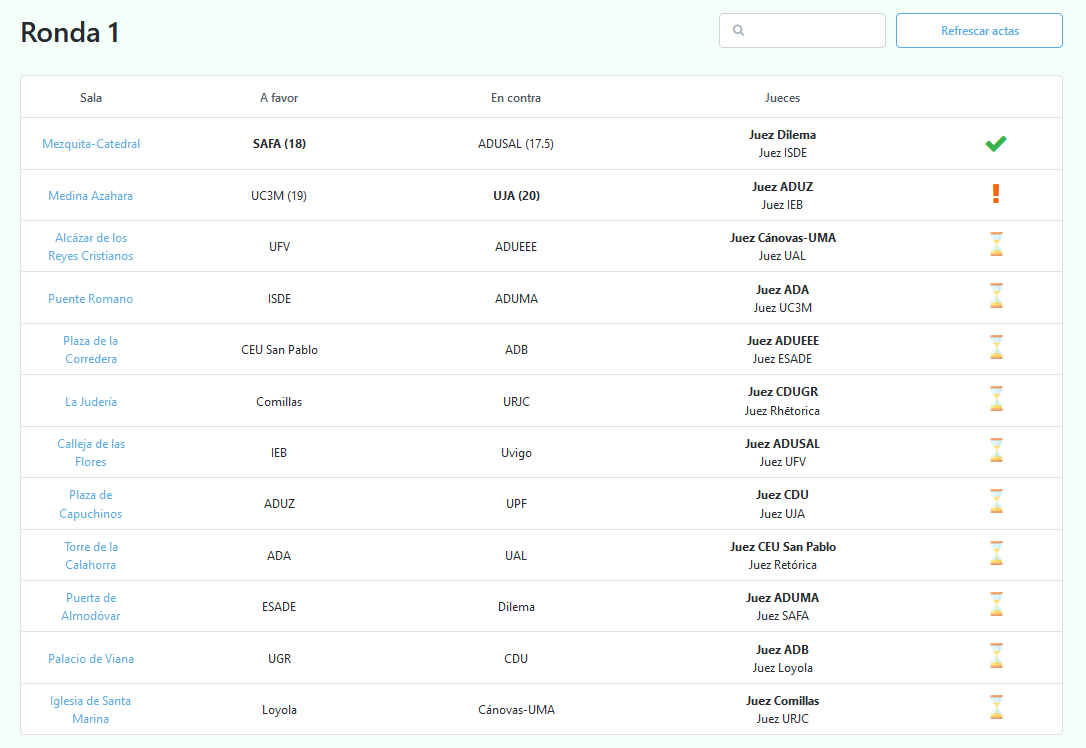 Ronda 1
Refrescar actas
Sala A favor En contra Jueces
Mezquita-Catedral SAFA (18) ADUSAL (17.5) Juez Dilema
Juez ISDE
Medina Azahara UC3M (19) UJA (20) Juez ADUZ
Juez IEB
Alcázar de los
Reyes Cristianos UFV ADUEEE Juez Cánovas-UMA
Juez UAL
Puente Romano ISDE ADUMA Juez ADA
Juez UC3M
Plaza de la
Corredera CEU San Pablo ADB Juez ADUEEE
Juez ESADE
La Judería Comillas URJC Juez CDUGR
Juez Rhêtorica
Calleja de las
Flores IEB Uvigo Juez ADUSAL
Juez UFV
Plaza de
Capuchinos ADUZ UPF Juez CDU
Juez UJA
Torre de la
Calahorra ADA UAL Juez CEU San Pablo
Juez Retórica
Puerta de
Almodóvar ESADE Dilema Juez ADUMA
Juez SAFA
Palacio de Viana UGR CDU Juez ADB
Juez Loyola
Iglesia de Santa
Marina Loyola Cánovas-UMA Juez Comillas
Juez URJC